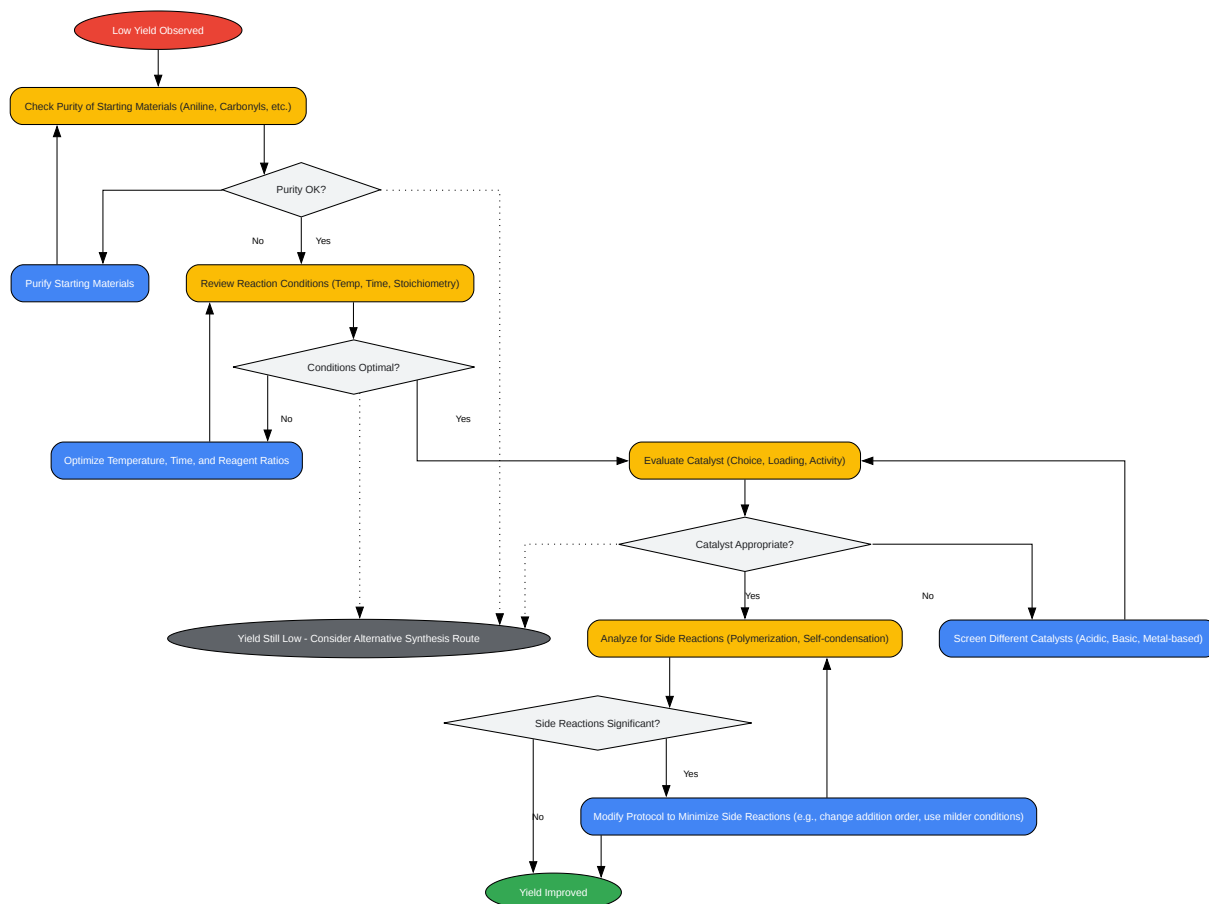 Low Yield Observed
Check Purity of Starting Materials (Aniline, Carbonyls, etc.)
Purity OK?
No
Yes
Purify Starting Materials
Review Reaction Conditions (Temp, Time, Stoichiometry)
Conditions Optimal?
No
Yes
Optimize Temperature, Time, and Reagent Ratios
Evaluate Catalyst (Choice, Loading, Activity)
Catalyst Appropriate?
Yes
No
Yield Still Low - Consider Alternative Synthesis Route
Analyze for Side Reactions (Polymerization, Self-condensation)
Screen Different Catalysts (Acidic, Basic, Metal-based)
Side Reactions Significant?
Yes
No
Modify Protocol to Minimize Side Reactions (e.g., change addition order, use milder conditions)
Yield Improved